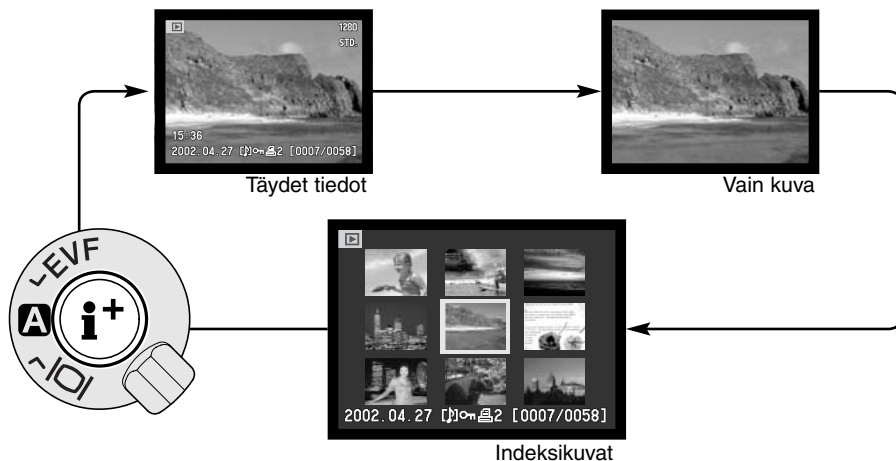 1280
STD.
15:36
2002.04.27 2 [0007/0058]
Täydet tiedot
Vain kuva
EVF
A
i+
2002.04.27 2 [0007/0058]
Indeksikuvat